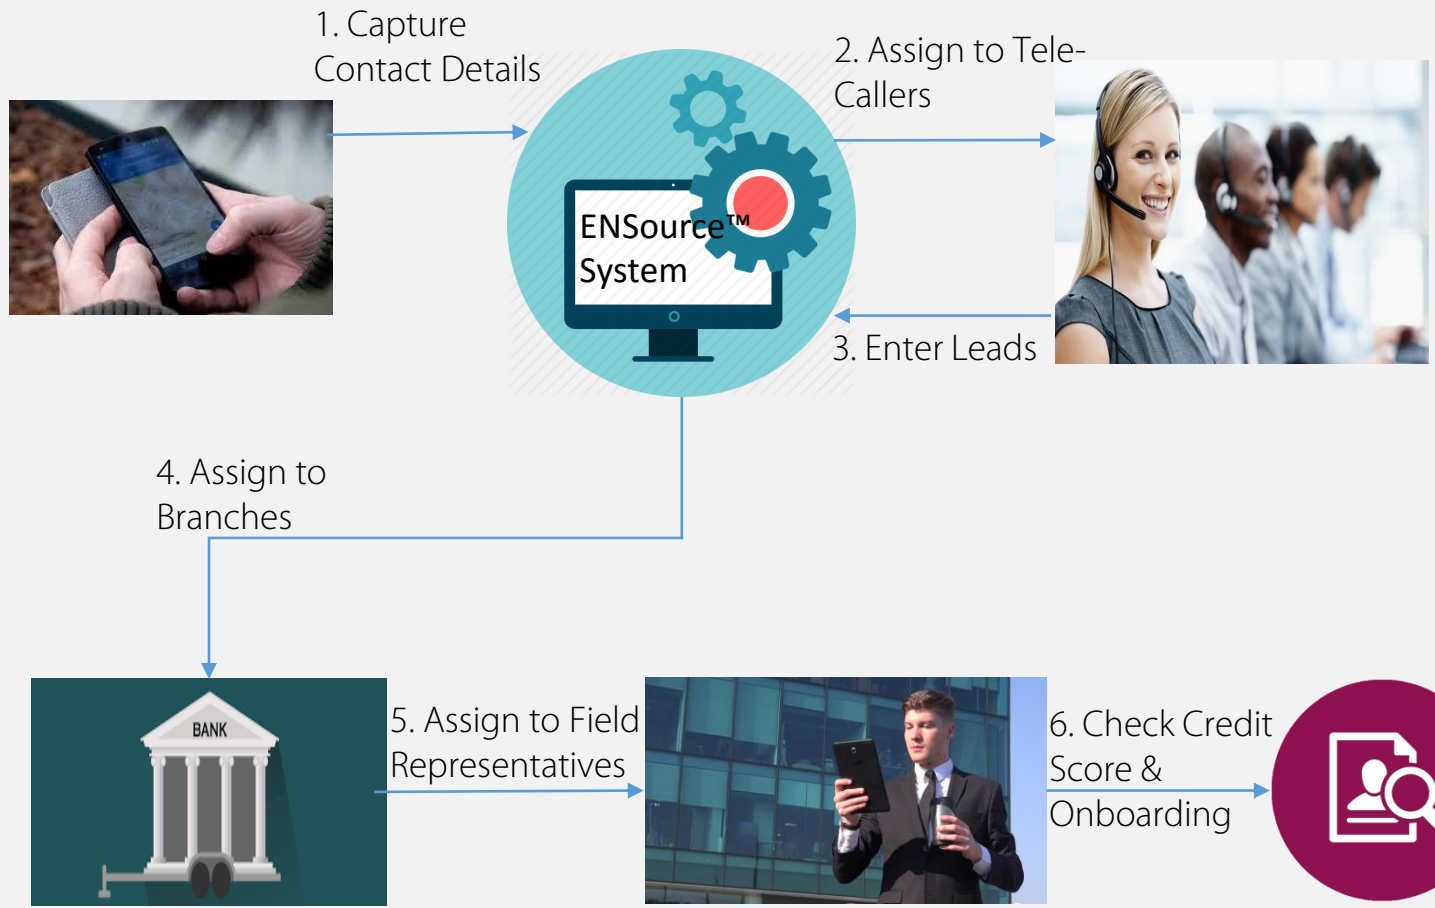 1. Capture
Contact Details
2. Assign to Tele-
Callers
ENSource™
System
3. Enter Leads
4. Assign to
Branches
BANK
5. Assign to Field
Representatives
6. Check Credit
Score &
Onboarding